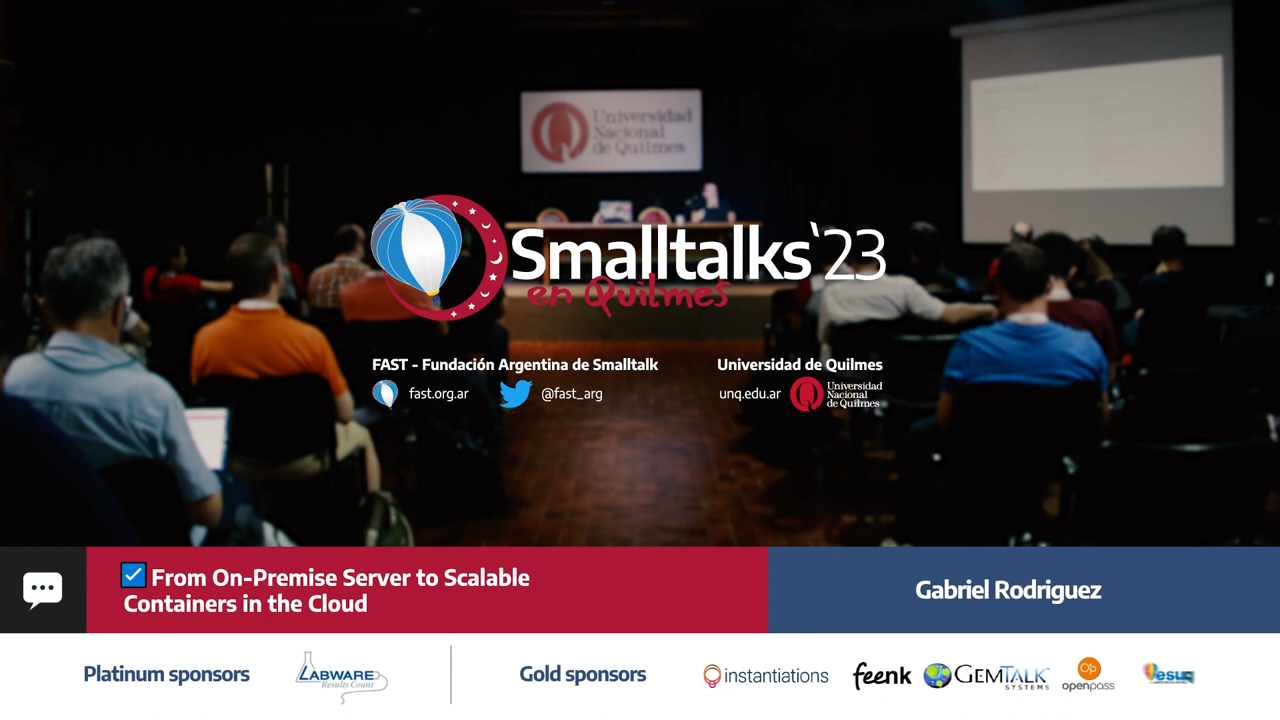 Universidad
Nacional
de Quilmes
Smalltalks`23
en Quilmes
FAST - Fundación Argentina de Smalltalk
fast.org.ar
@fast_arg
Universidad de Quilmes
unq.edu.ar
Universidad
Nacional
de Quilmes
From On-Premise Server to Scalable
Containers in the Cloud
Gabriel Rodriguez
Platinum sponsors
LABWARE
Results Count
Gold sponsors
instantiations
feenk
GEMTALK
SYSTEMS
openpass